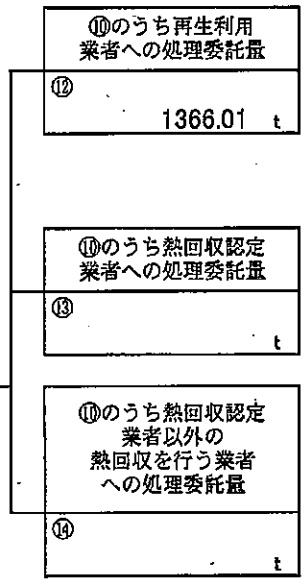 ⑩のうち再生利用
業者への処理委託量
⑫
1366.01 t
⑩のうち熱回収認定
業者への処理委託量
⑬
t
⑩のうち熱回収認定
業者以外の
熱回収を行う業者
への処理委託量
⑭
t